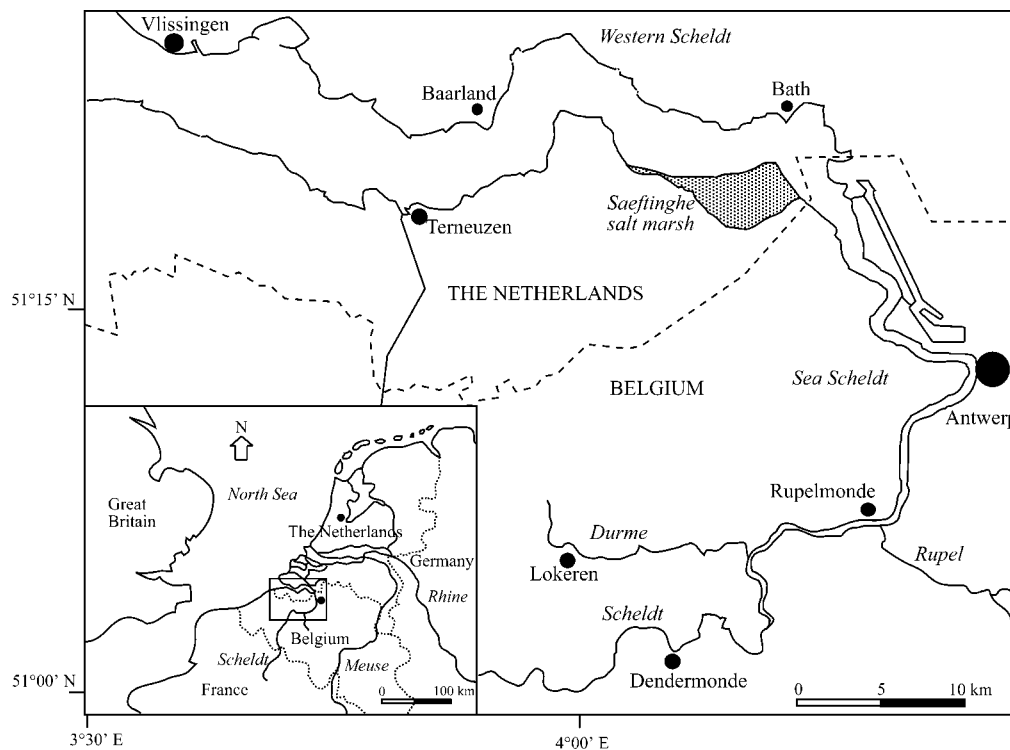 Vlissingen
Western Scheldt
Baarland
Bath
Saeftinghe
salt marsh
Terneuzen
51°15’ N
THE NETHERLANDS
BELGIUM
Sea Scheldt
Antwerp
N
North Sea
Great
Britain
The Netherlands
Germany
Rhine
Belgium
Scheldt
Meuse
France
0 100 km
Rupelmonde
Durme
Lokeren
Rupel
Scheldt
Dendermonde
0 5 10 km
51°00’ N
3°30’ E
4°00’ E